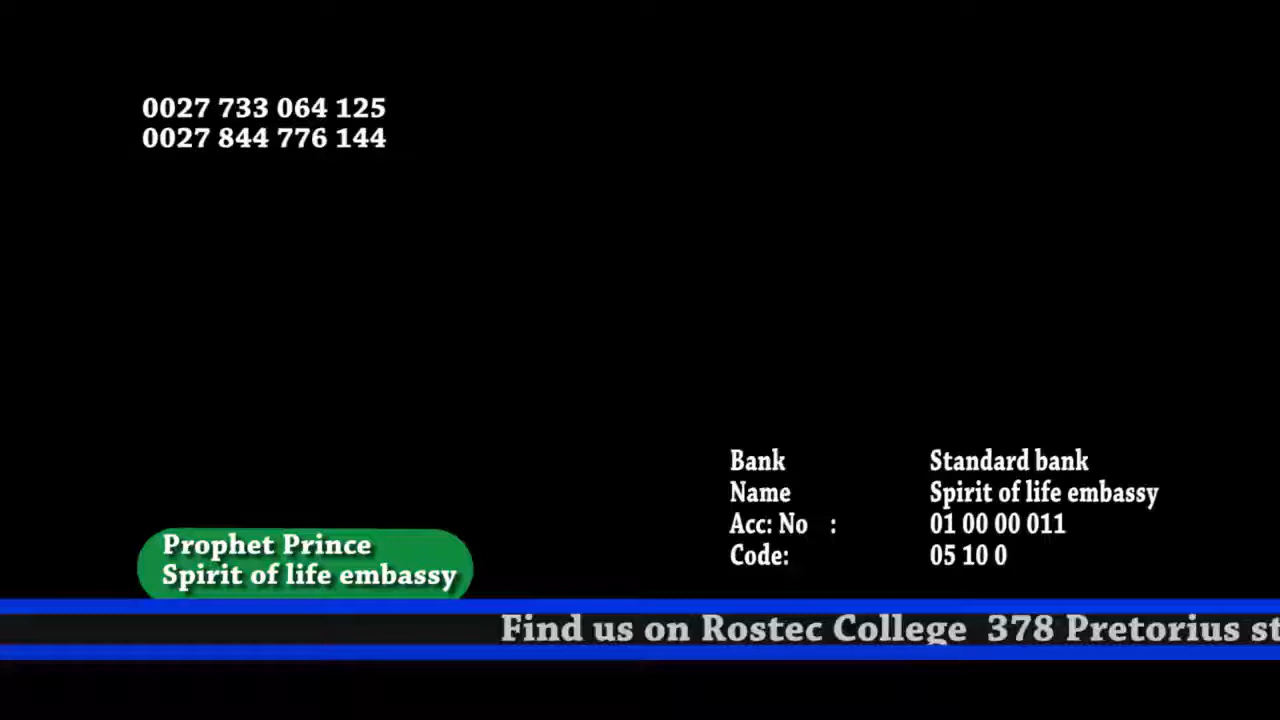 0027 733 064 125
0027 844 776 144
Bank Standard bank
Name Spirit of life embassy
Acc: No : 01 00 00 011
Code: 05 10 0
Prophet Prince
Spirit of life embassy
Find us on Rostec College 378 Pretorius st